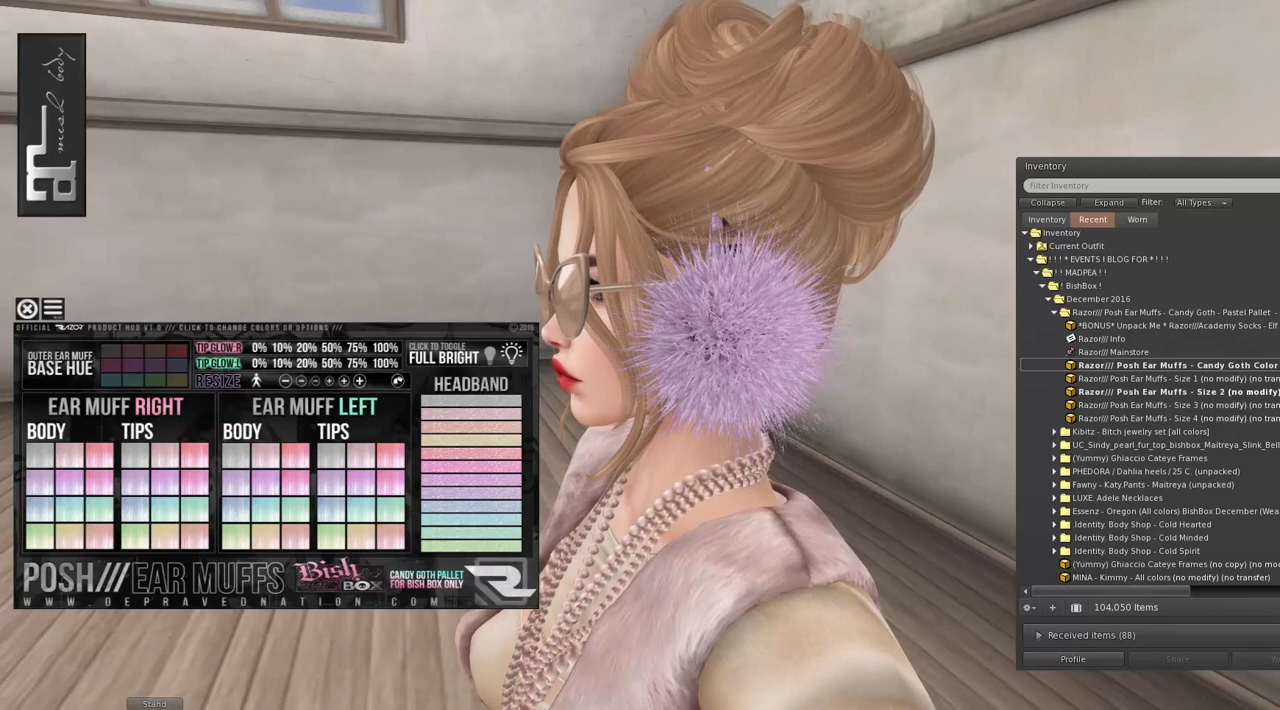 mesh body
OFFICIAL RAZOR PRODUCT HUD V1.0 /// CLICK TO CHANGE COLORS OR OPTIONS ///
©2016
OUTER EAR MUFF
BASE HUE
TIP GLOW-R 0% 10% 20% 50% 75% 100%
TIP GLOW-L 0% 10% 20% 50% 75% 100%
RESIZE
CLICK TO TOGGLE
FULL BRIGHT
HEADBAND
EAR MUFF RIGHT
BODY TIPS
EAR MUFF LEFT
BODY TIPS
POSH/// EAR MUFFS
Bish BOX
CANDY GOTH PALLET
FOR BISH BOX ONLY
WWW.DEPRAVEDNATION.COM
Stand
Inventory
Filter Inventory
Collapse Expand Filter: All Types
Inventory Recent Worn
Inventory
Current Outfit
! ! ! * EVENTS I BLOG FOR * ! ! !
! ! MADPEA ! !
! BishBox !
December 2016
Razor/// Posh Ear Muffs - Candy Goth - Pastel Pallet -
*BONUS* Unpack Me * Razor///Academy Socks - Elf
Razor/// Info
Razor/// Mainstore
Razor/// Posh Ear Muffs - Candy Goth Color
Razor/// Posh Ear Muffs - Size 1 (no modify) (no tran
Razor/// Posh Ear Muffs - Size 2 (no modify)
Razor/// Posh Ear Muffs - Size 3 (no modify) (no tran
Razor/// Posh Ear Muffs - Size 4 (no modify) (no tran
Kibitz - Bitch jewelry set [all colors]
UC_Sindy_pearl_fur_top_bishbox_Maitreya_Slink_Bell
(Yummy) Ghiaccio Cateye Frames
PHEDORA / Dahlia heels / 25 C. (unpacked)
Fawny - Katy.Pants - Maitreya (unpacked)
LUXE. Adele Necklaces
Essenz - Oregon (All colors) BishBox December (Wea
.Identity. Body Shop - Cold Hearted
.Identity. Body Shop - Cold Minded
.Identity. Body Shop - Cold Spirit
(Yummy) Ghiaccio Cateye Frames (no copy) (no mod
MINA - Kimmy - All colors (no modify) (no transfer)
104,050 Items
Received items (88)
Profile Share